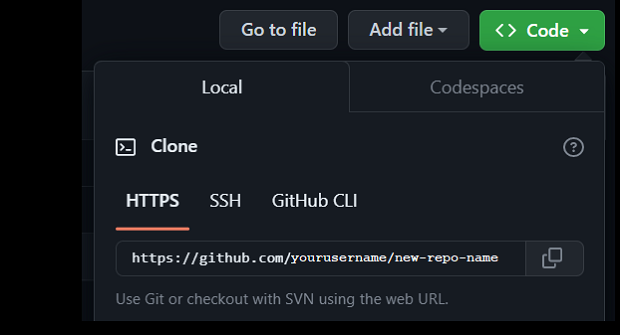 Go to file Add file <> Code
Local Codespaces
Clone
HTTPS SSH GitHub CLI
https://github.com/yourusername/new-repo-name
Use Git or checkout with SVN using the web URL.